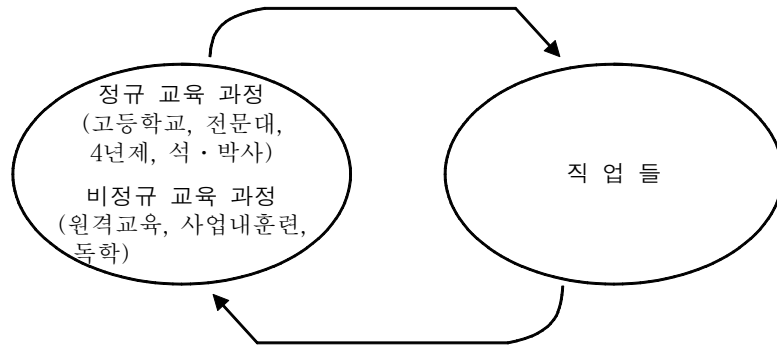 정규 교육 과정
(고등학교, 전문대,
4년제, 석·박사)
비정규 교육 과정
(원격교육, 사업내훈련,
독학)
직 업 들